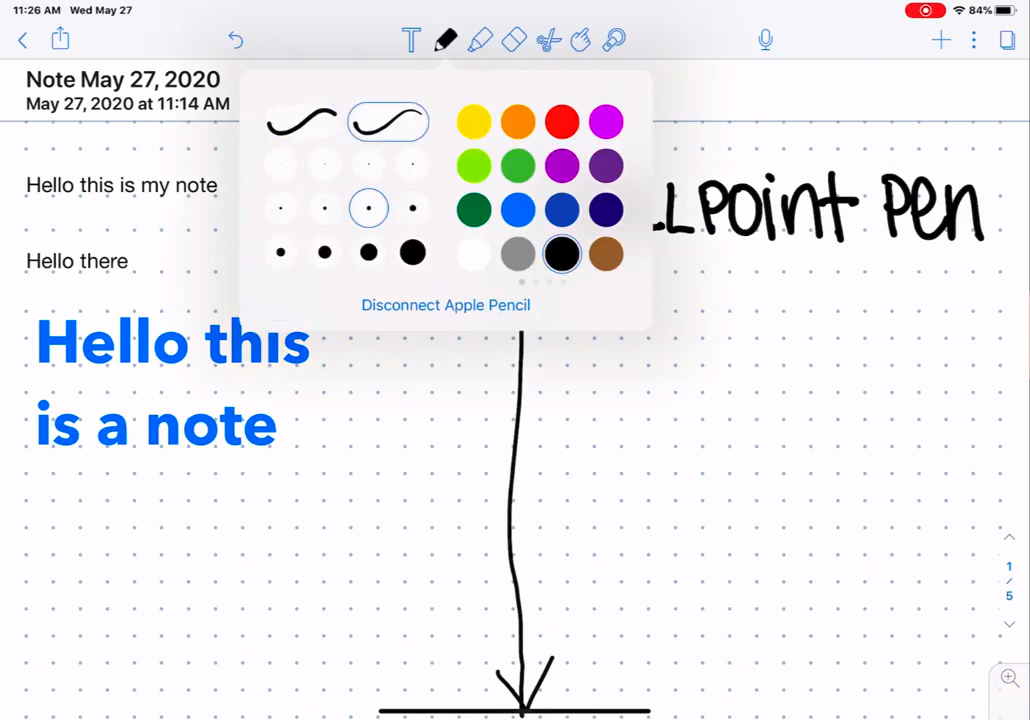 11:26 AM Wed May 27
84%
T
Note May 27, 2020
May 27, 2020 at 11:14 AM
Hello this is my note
point pen
Hello there
Disconnect Apple Pencil
Hello this
is a note
1
/
5